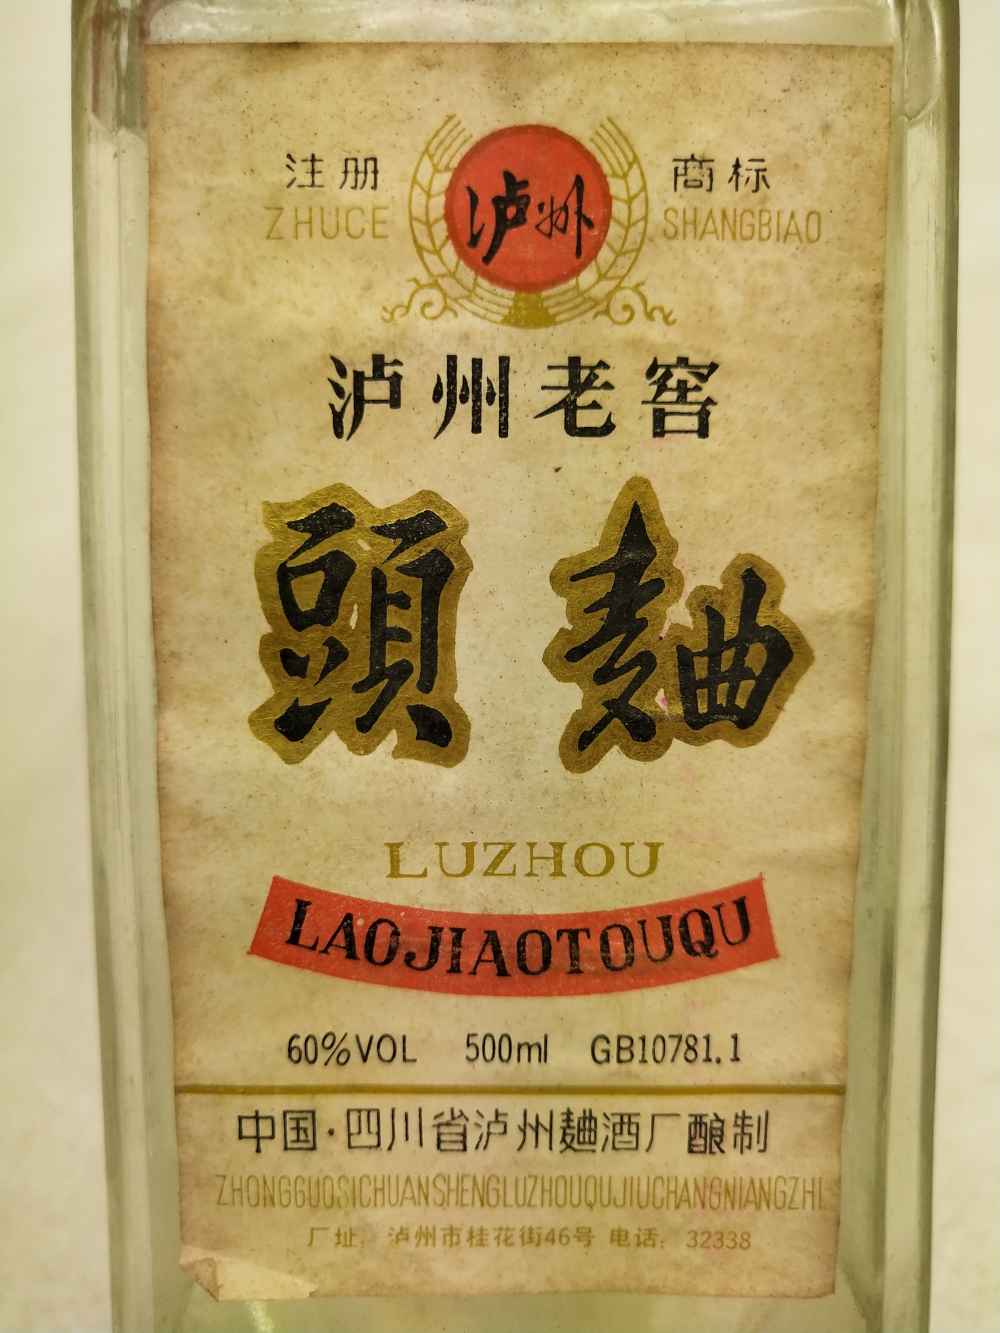 注册 泸州 商标
ZHUCE SHANGBIAO
泸州老窖
頭麯
LUZHOU
LAOJIAOTOUQU
60%VOL 500ml GB10781.1
中国·四川省泸州麯酒厂酿制
ZHONGGUOSICHUANSHENGLUZHOUQUJIUCHANGNIANGZHI
厂址：泸州市桂花街46号 电话：32338